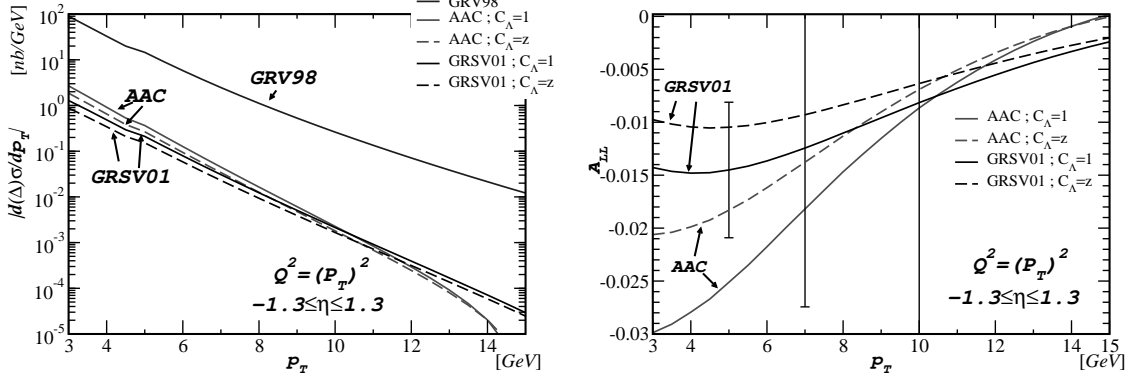 GRV98
AAC ; C_Λ=1
AAC ; C_Λ=z
GRSV01 ; C_Λ=1
GRSV01 ; C_Λ=z
|d(Δ)σ/dp_T| [nb/GeV]
10^2
10^1
10^0
10^-1
10^-2
10^-3
10^-4
10^-5
GRV98
AAC
GRSV01
Q^2=(P_T)^2
-1.3≤η≤1.3
3 4 6 8 10 12 14 15
P_T [GeV]
A_LL
0
-0.005
-0.01
-0.015
-0.02
-0.025
-0.03
GRSV01
AAC
AAC ; C_Λ=1
AAC ; C_Λ=z
GRSV01 ; C_Λ=1
GRSV01 ; C_Λ=z
Q^2=(P_T)^2
-1.3≤η≤1.3
3 4 6 8 10 12 14 15
P_T [GeV]